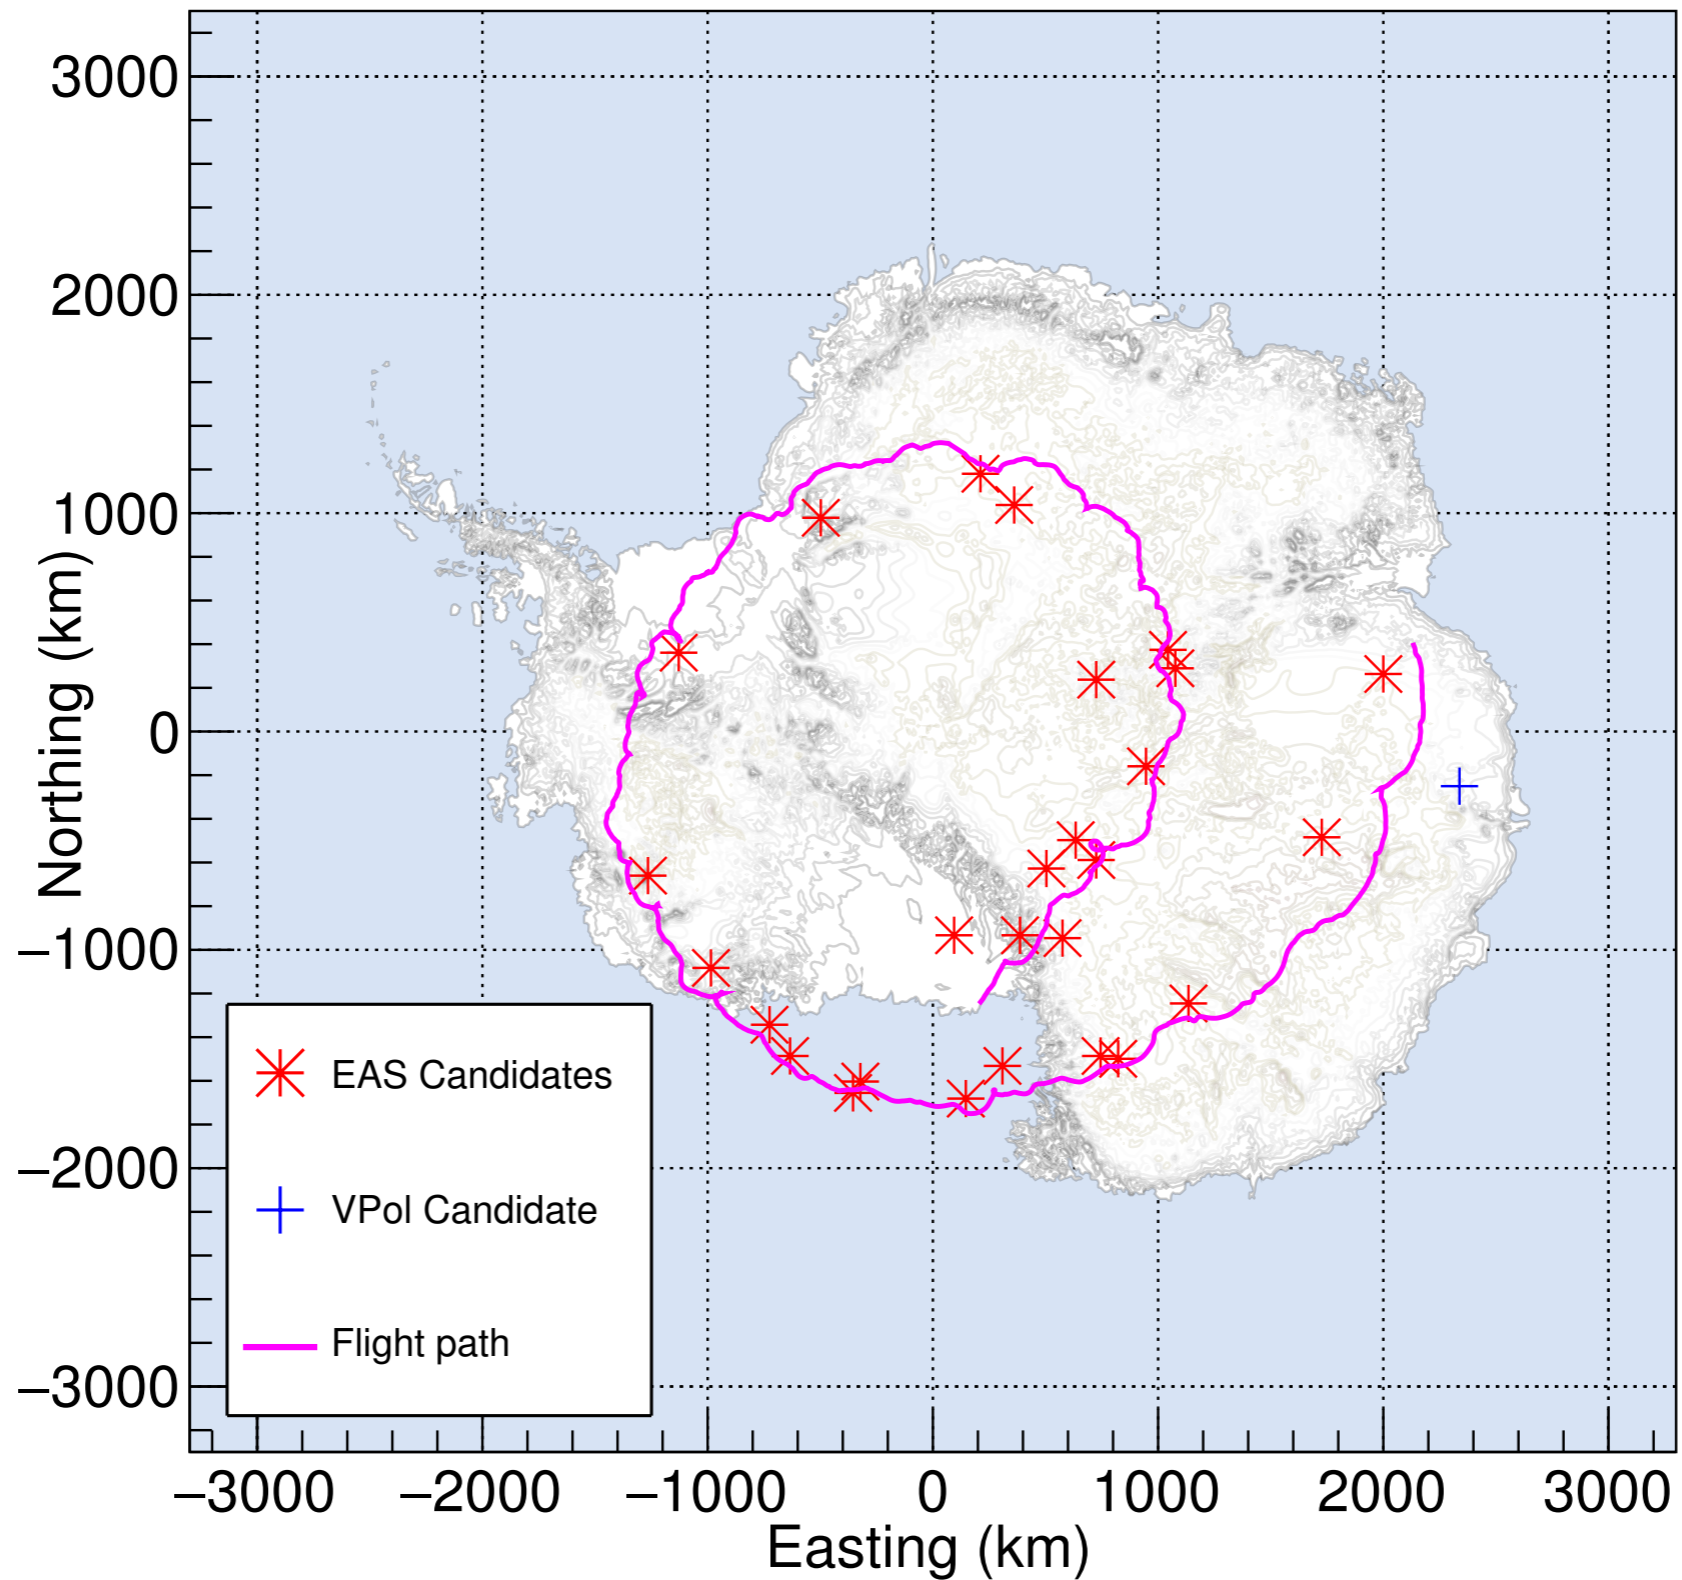 3000
2000
1000
0
−1000
−2000
−3000
Northing (km)
EAS Candidates
VPol Candidate
Flight path
−3000 −2000 −1000 0 1000 2000 3000
Easting (km)